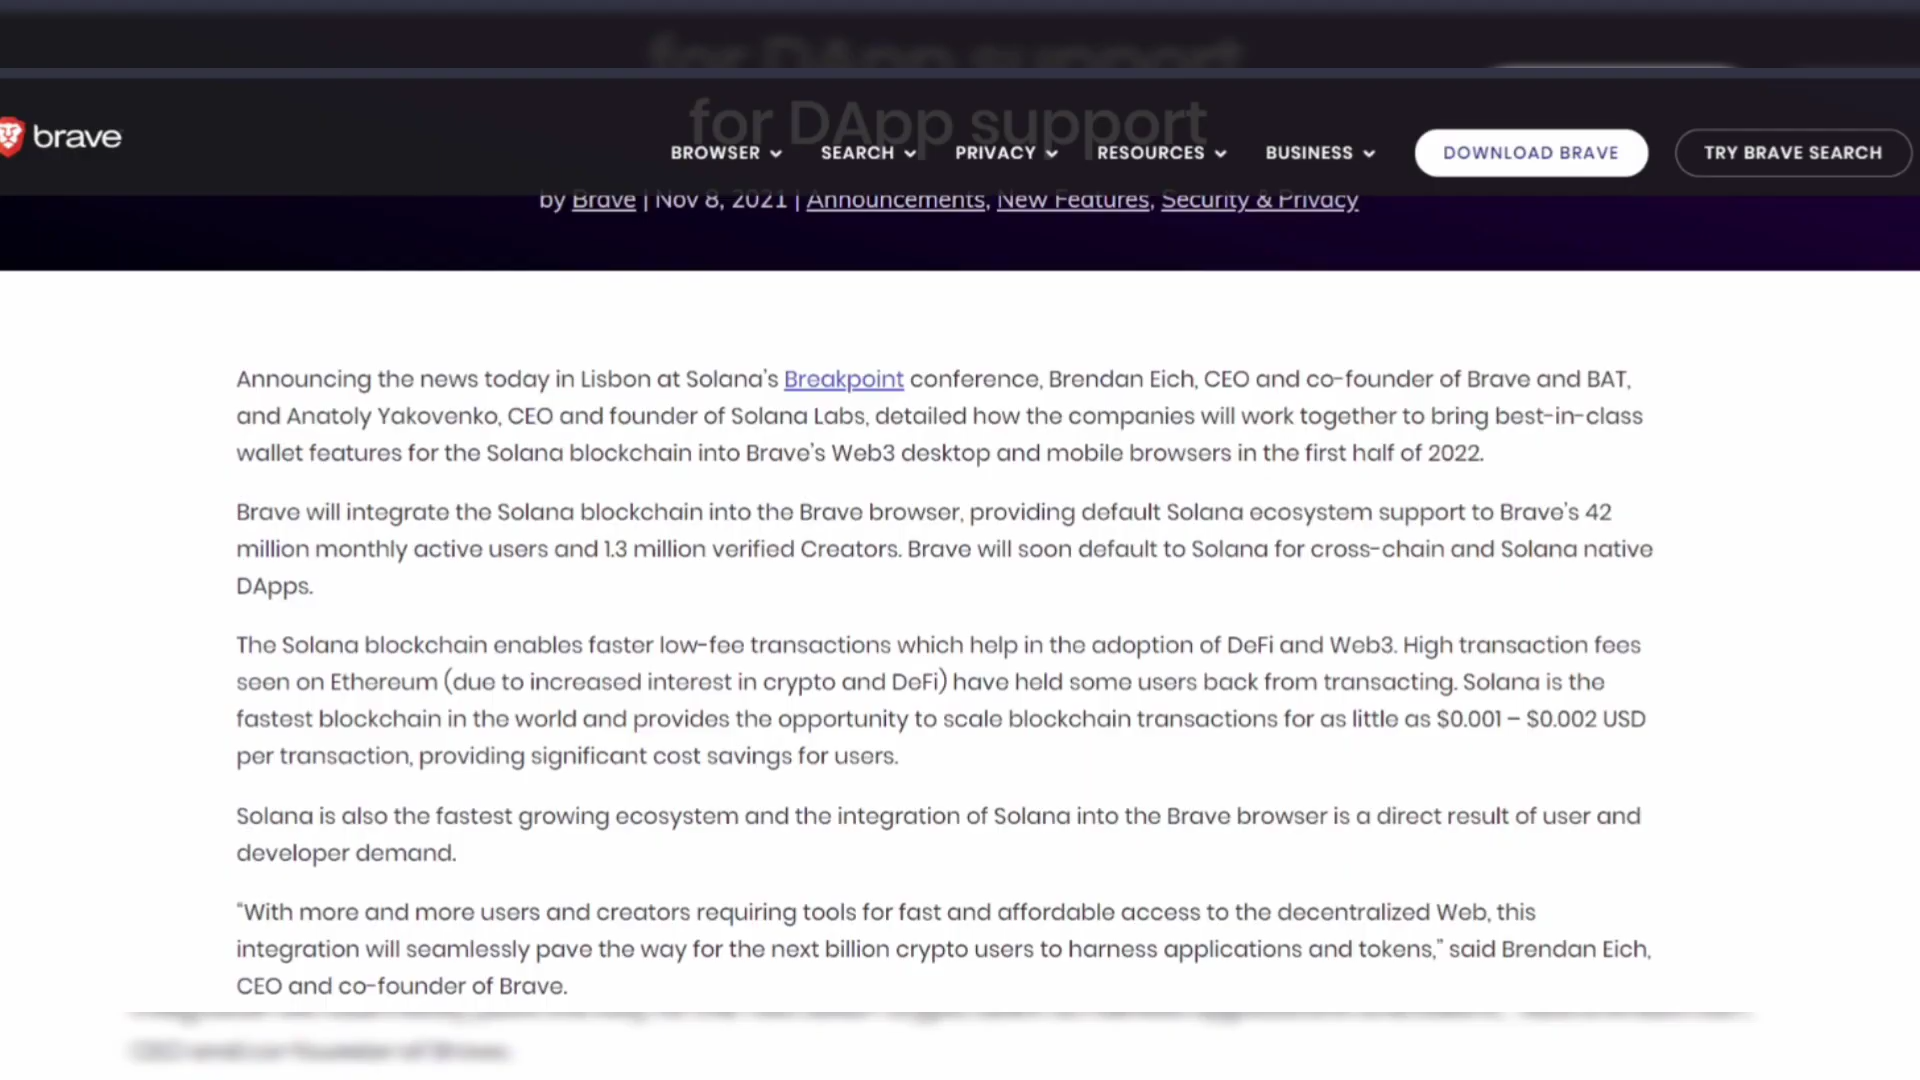 for DApp support
for DApp support
brave
BROWSER SEARCH PRIVACY RESOURCES BUSINESS DOWNLOAD BRAVE TRY BRAVE SEARCH
by Brave | Nov 8, 2021 | Announcements, New Features, Security & Privacy
Announcing the news today in Lisbon at Solana's Breakpoint conference, Brendan Eich, CEO and co-founder of Brave and BAT,
and Anatoly Yakovenko, CEO and founder of Solana Labs, detailed how the companies will work together to bring best-in-class
wallet features for the Solana blockchain into Brave's Web3 desktop and mobile browsers in the first half of 2022.
Brave will integrate the Solana blockchain into the Brave browser, providing default Solana ecosystem support to Brave's 42
million monthly active users and 1.3 million verified Creators. Brave will soon default to Solana for cross-chain and Solana native
DApps.
The Solana blockchain enables faster low-fee transactions which help in the adoption of DeFi and Web3. High transaction fees
seen on Ethereum (due to increased interest in crypto and DeFi) have held some users back from transacting. Solana is the
fastest blockchain in the world and provides the opportunity to scale blockchain transactions for as little as $0.001 – $0.002 USD
per transaction, providing significant cost savings for users.
Solana is also the fastest growing ecosystem and the integration of Solana into the Brave browser is a direct result of user and
developer demand.
“With more and more users and creators requiring tools for fast and affordable access to the decentralized Web, this
integration will seamlessly pave the way for the next billion crypto users to harness applications and tokens,” said Brendan Eich,
CEO and co-founder of Brave.
CEO and co-founder of Brave.